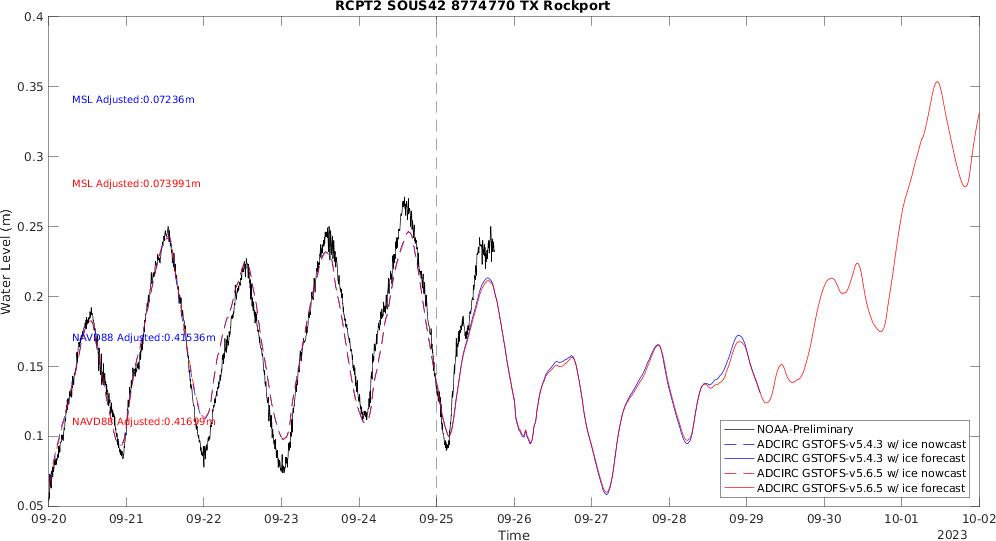 RCPT2 SOUS42 8774770 TX Rockport
0.4
0.35
0.3
0.25
0.2
0.15
0.1
0.05
Water Level (m)
MSL Adjusted:0.07236m
MSL Adjusted:0.073991m
NAVD88 Adjusted:0.41536m
NAVD88 Adjusted:0.41699m
NOAA-Preliminary
ADCIRC GSTOFS-v5.4.3 w/ ice nowcast
ADCIRC GSTOFS-v5.4.3 w/ ice forecast
ADCIRC GSTOFS-v5.6.5 w/ ice nowcast
ADCIRC GSTOFS-v5.6.5 w/ ice forecast
09-20 09-21 09-22 09-23 09-24 09-25 09-26 09-27 09-28 09-29 09-30 10-01 10-02
Time
2023